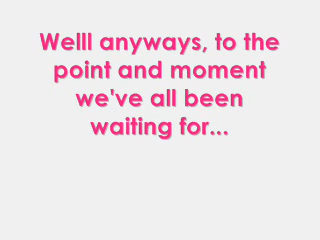 Welll anyways, to the
point and moment
we've all been
waiting for...